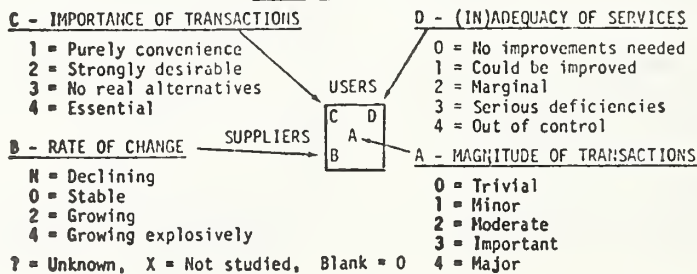 C - IMPORTANCE OF TRANSACTIONS
1 = Purely convenience
2 = Strongly desirable
3 = No real alternatives
4 = Essential
D - (IN)ADEQUACY OF SERVICES
0 = No improvements needed
1 = Could be improved
2 = Marginal
3 = Serious deficiencies
4 = Out of control
USERS
C D
A
B
SUPPLIERS
B - RATE OF CHANGE
N = Declining
0 = Stable
2 = Growing
4 = Growing explosively
A - MAGNITUDE OF TRANSACTIONS
0 = Trivial
1 = Minor
2 = Moderate
3 = Important
4 = Major
? = Unknown, X = Not studied, Blank = 0